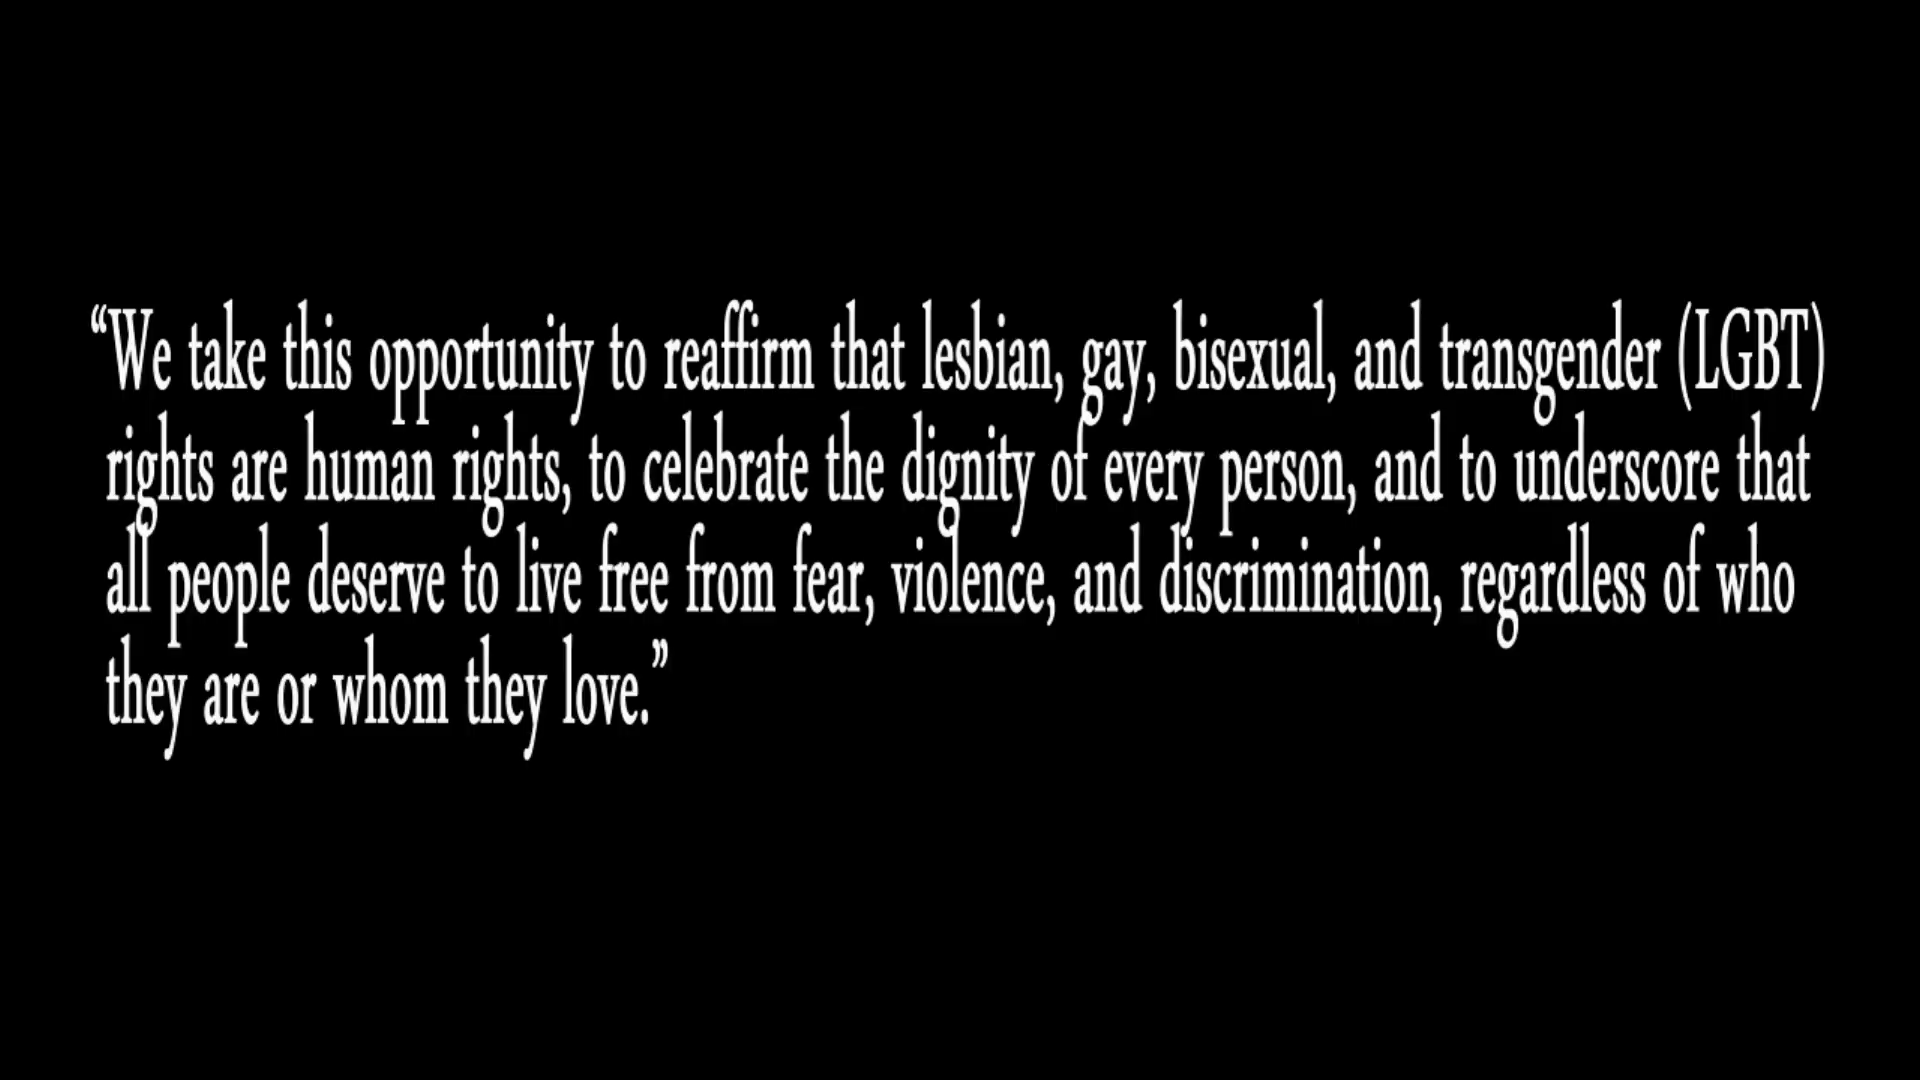 “We take this opportunity to reaffirm that lesbian, gay, bisexual, and transgender (LGBT)
rights are human rights, to celebrate the dignity of every person, and to underscore that
all people deserve to live free from fear, violence, and discrimination, regardless of who
they are or whom they love.”